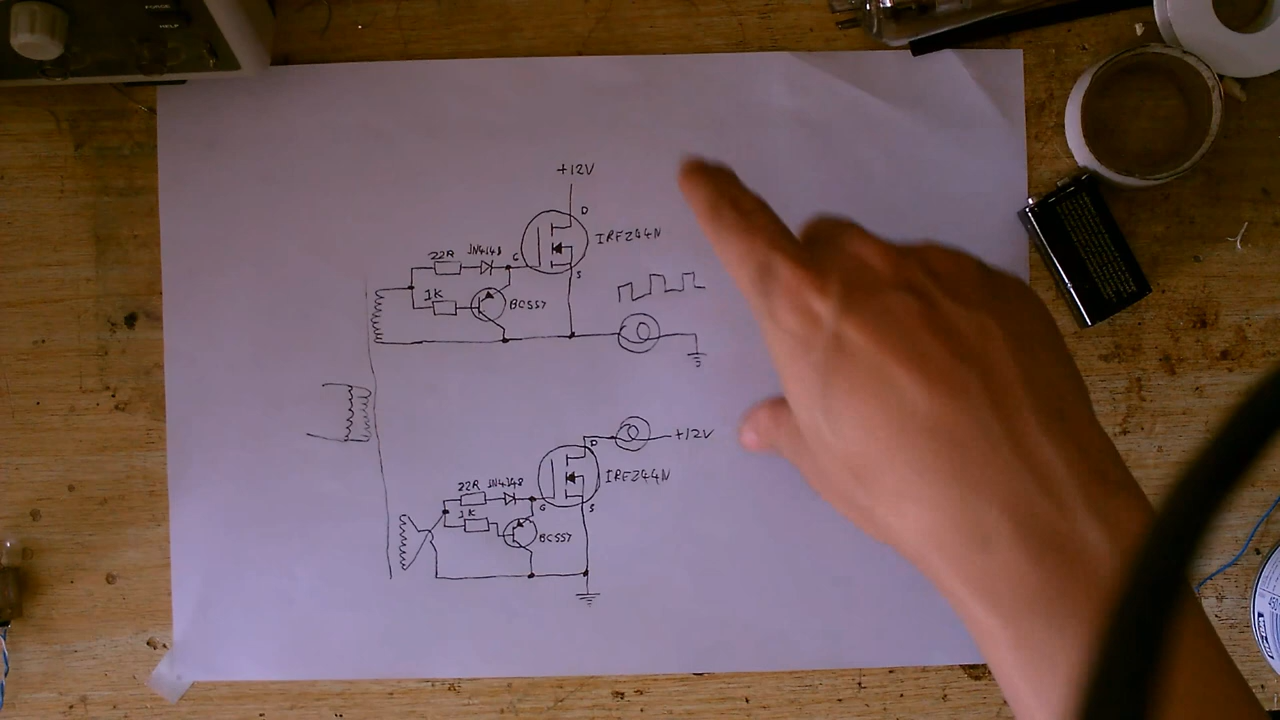 +12V
D
IRFZ44N
22R
1N4148
G
S
1K
BC557
D
+12V
IRFZ44N
22R
1N4148
G
S
1K
BC557